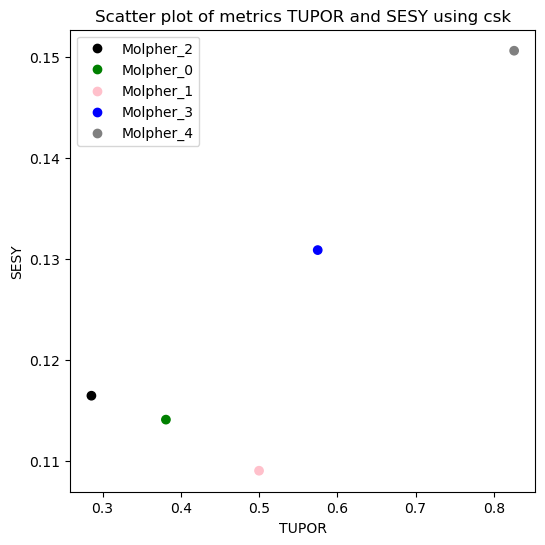 Scatter plot of metrics TUPOR and SESY using csk
Molpher_2
Molpher_0
Molpher_1
Molpher_3
Molpher_4
0.15
0.14
0.13
0.12
0.11
SESY
0.3 0.4 0.5 0.6 0.7 0.8
TUPOR